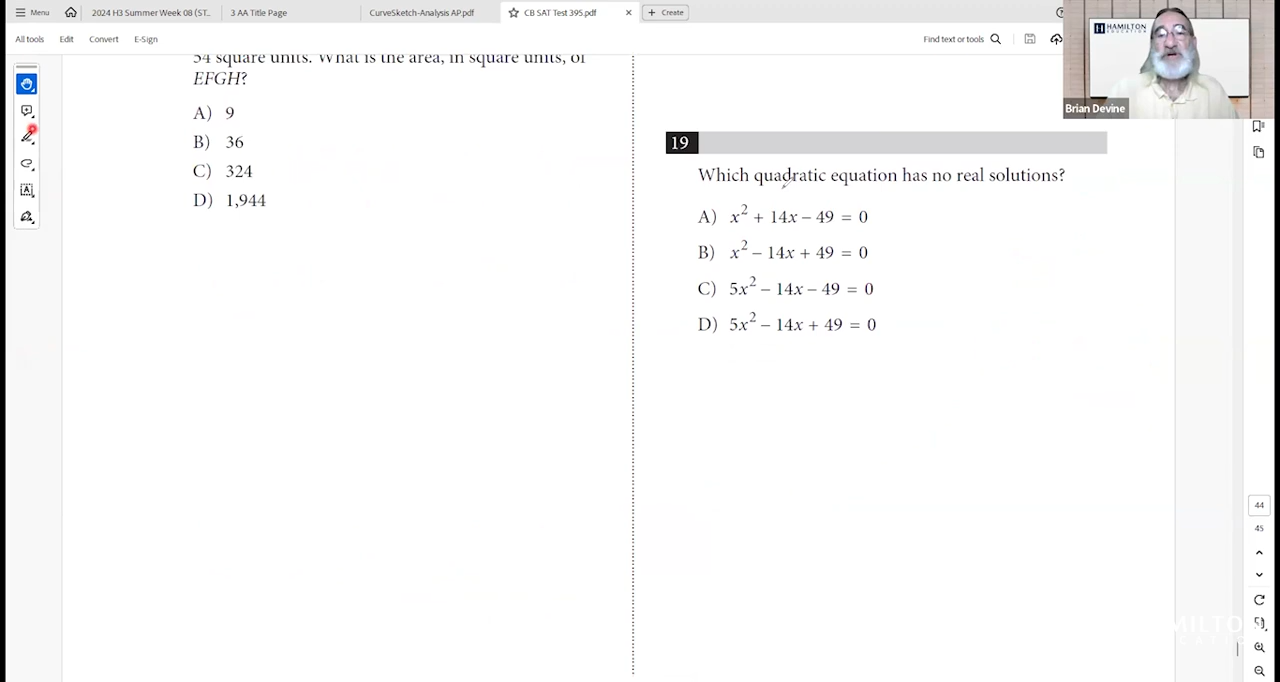 Menu
2024 H3 Summer Week 08 (ST...
3 AA Title Page
CurveSketch-Analysis AP.pdf
CB SAT Test 395.pdf
Create
All tools
Edit
Convert
E-Sign
Find text or tools
HAMILTON
EDUCATION
Brian Devine
54 square units. What is the area, in square units, of
EFGH?
A) 9
B) 36
C) 324
D) 1,944
19
Which quadratic equation has no real solutions?
A) x² + 14x − 49 = 0
B) x² − 14x + 49 = 0
C) 5x² − 14x − 49 = 0
D) 5x² − 14x + 49 = 0
44
45